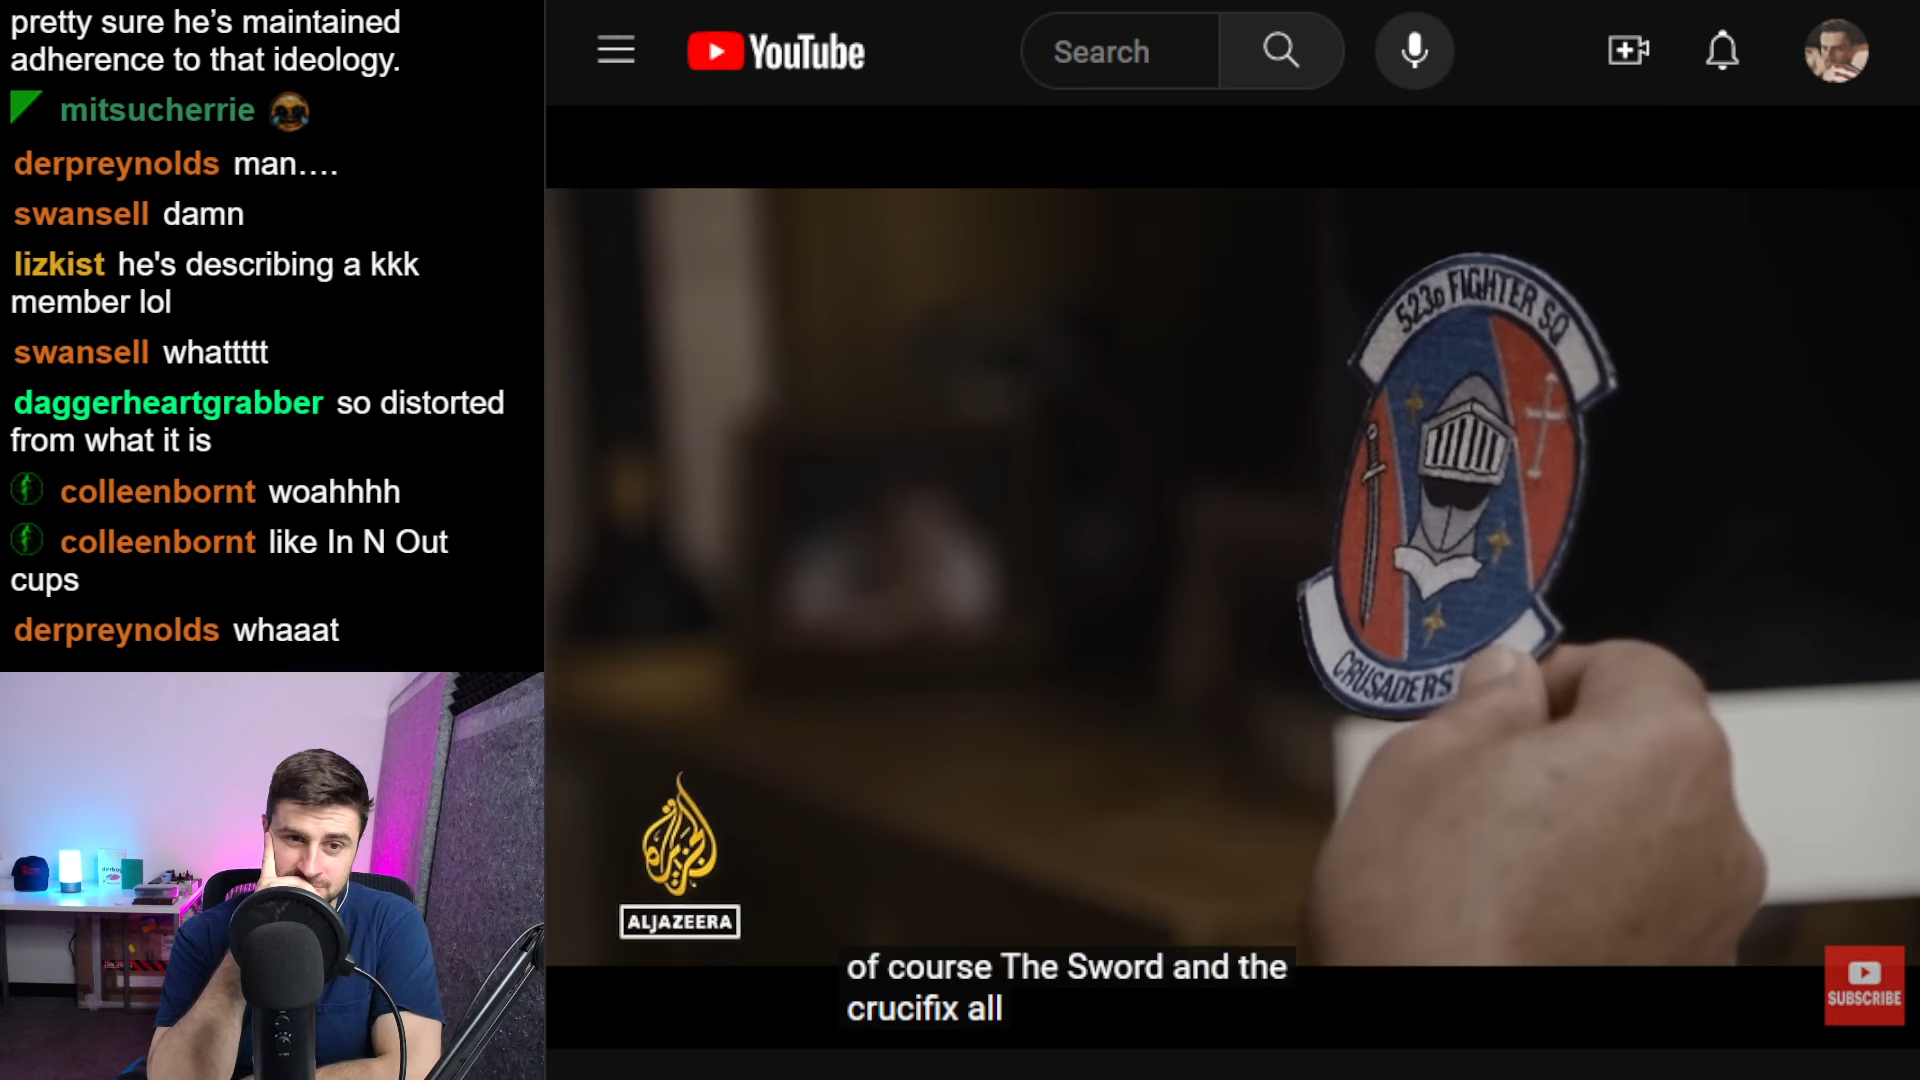 pretty sure he’s maintained
adherence to that ideology.
mitsucherrie
derpreynolds man….
swansell damn
lizkist he's describing a kkk
member lol
swansell whattttt
daggerheartgrabber so distorted
from what it is
colleenbornt woahhhh
colleenbornt like In N Out
cups
derpreynolds whaaat
YouTube
Search
523D FIGHTER SQ
CRUSADERS
الجزيرة
ALJAZEERA
of course The Sword and the
crucifix all
SUBSCRIBE